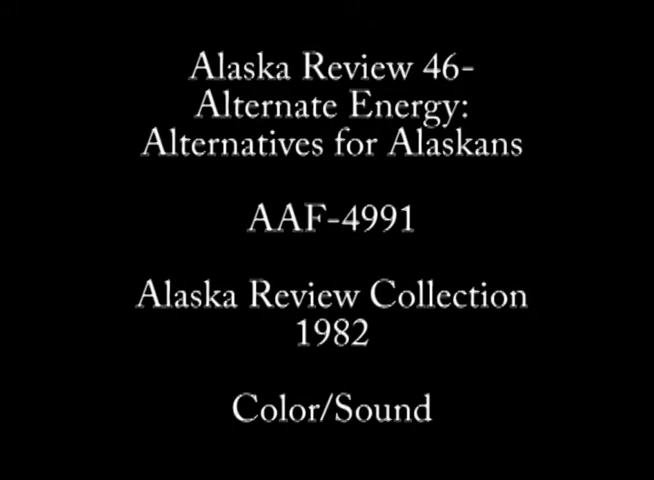 Alaska Review 46-
Alternate Energy:
Alternatives for Alaskans
AAF-4991
Alaska Review Collection
1982
Color/Sound